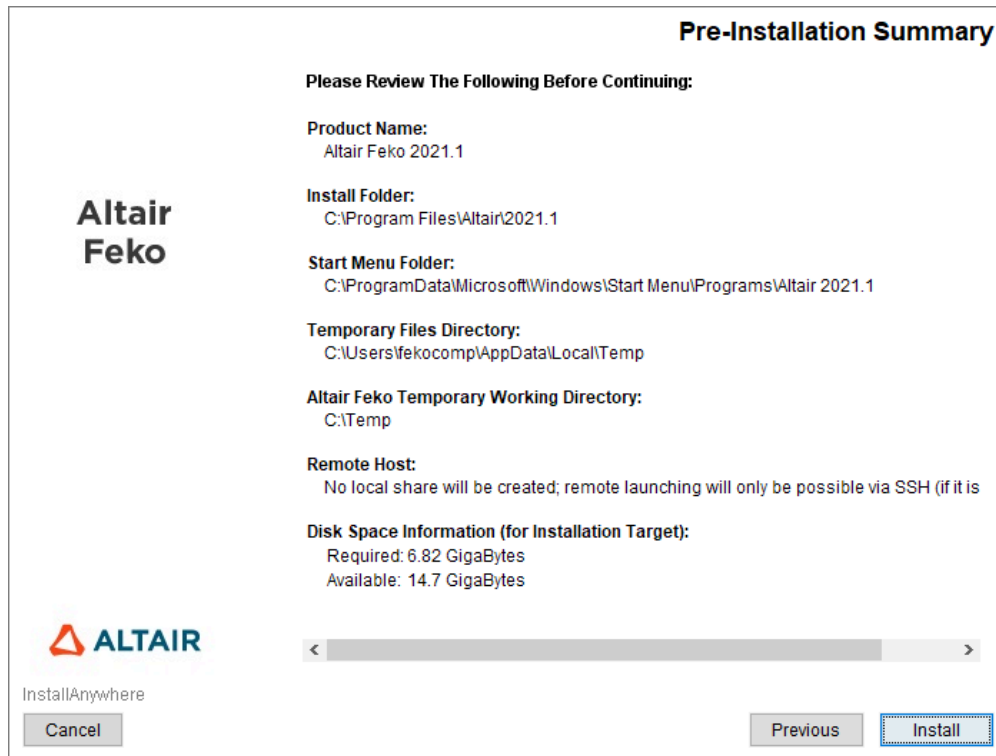 Pre-Installation Summary
Please Review The Following Before Continuing:
Product Name:
Altair Feko 2021.1
Install Folder:
C:\Program Files\Altair\2021.1
Start Menu Folder:
C:\ProgramData\Microsoft\Windows\Start Menu\Programs\Altair 2021.1
Temporary Files Directory:
C:\Users\fekocomp\AppData\Local\Temp
Altair Feko Temporary Working Directory:
C:\Temp
Remote Host:
No local share will be created; remote launching will only be possible via SSH (if it is
Disk Space Information (for Installation Target):
Required: 6.82 GigaBytes
Available: 14.7 GigaBytes
Altair
Feko
ALTAIR
InstallAnywhere
Cancel
Previous
Install